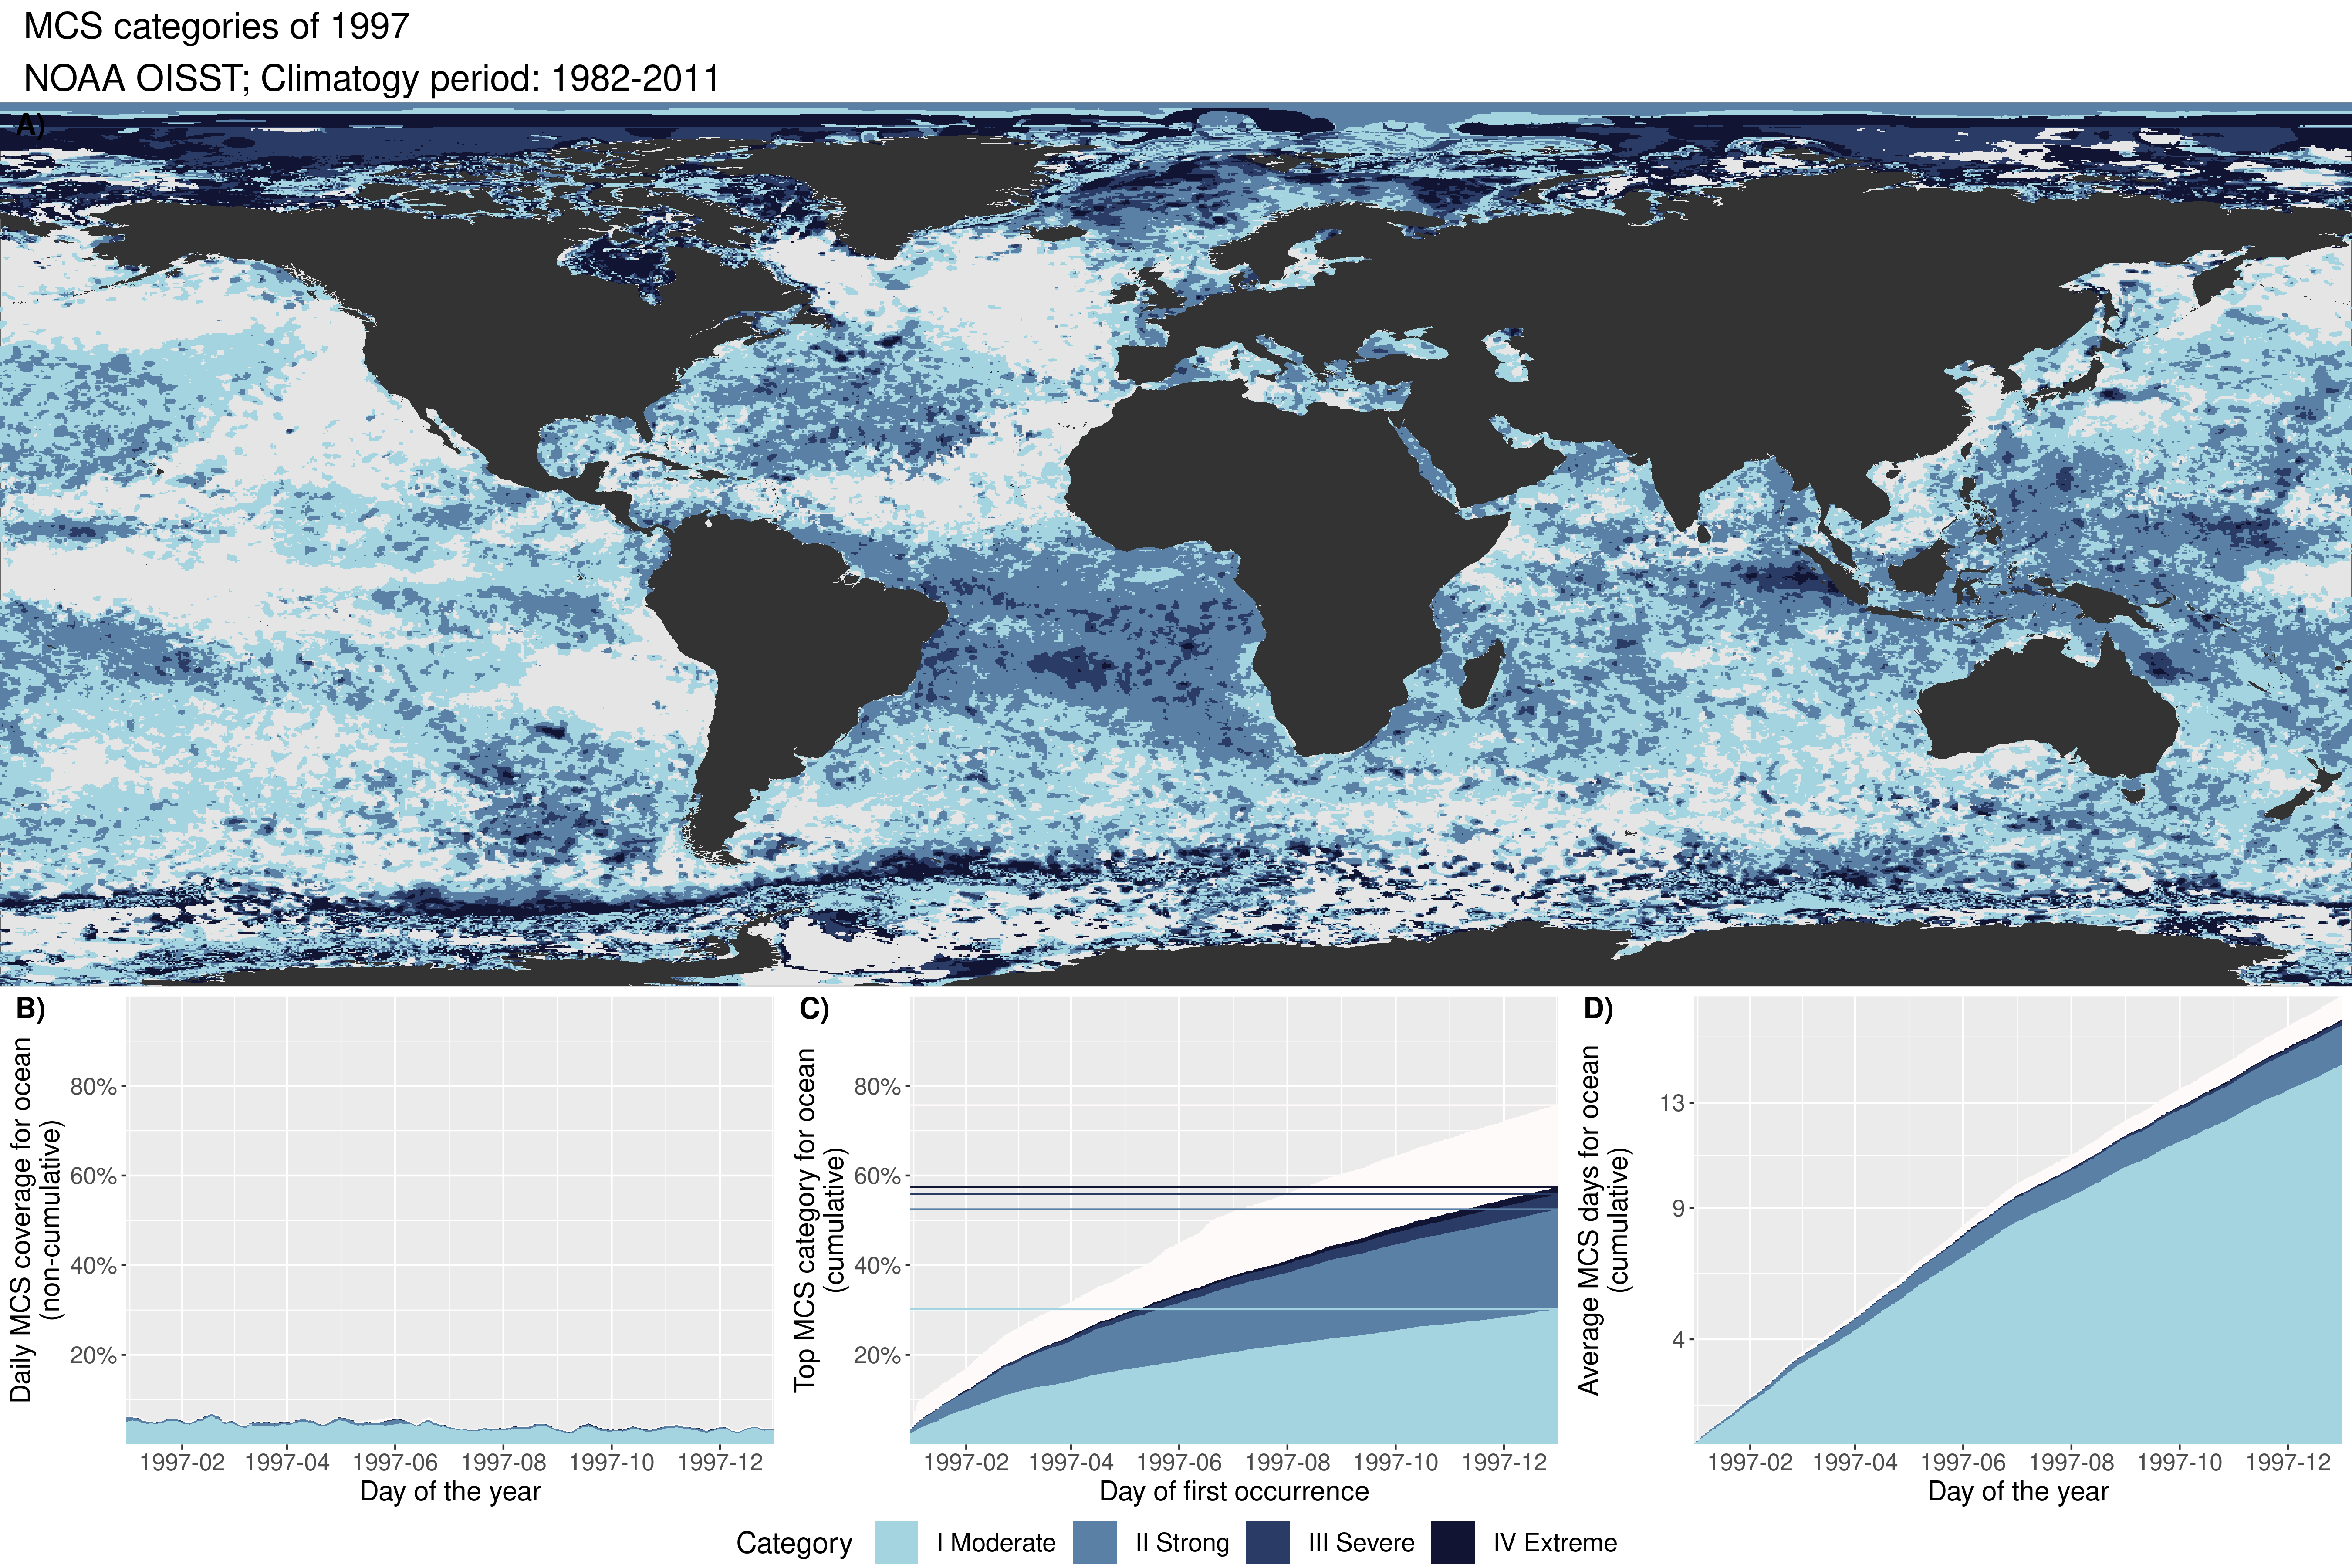 MCS categories of 1997
NOAA OISST; Climatogy period: 1982-2011
A)
B)
Daily MCS coverage for ocean
(non-cumulative)
80%
60%
40%
20%
1997-02 1997-04 1997-06 1997-08 1997-10 1997-12
Day of the year
C)
Top MCS category for ocean
(cumulative)
80%
60%
40%
20%
1997-02 1997-04 1997-06 1997-08 1997-10 1997-12
Day of first occurrence
D)
Average MCS days for ocean
(cumulative)
13
9
4
1997-02 1997-04 1997-06 1997-08 1997-10 1997-12
Day of the year
Category I Moderate II Strong III Severe IV Extreme